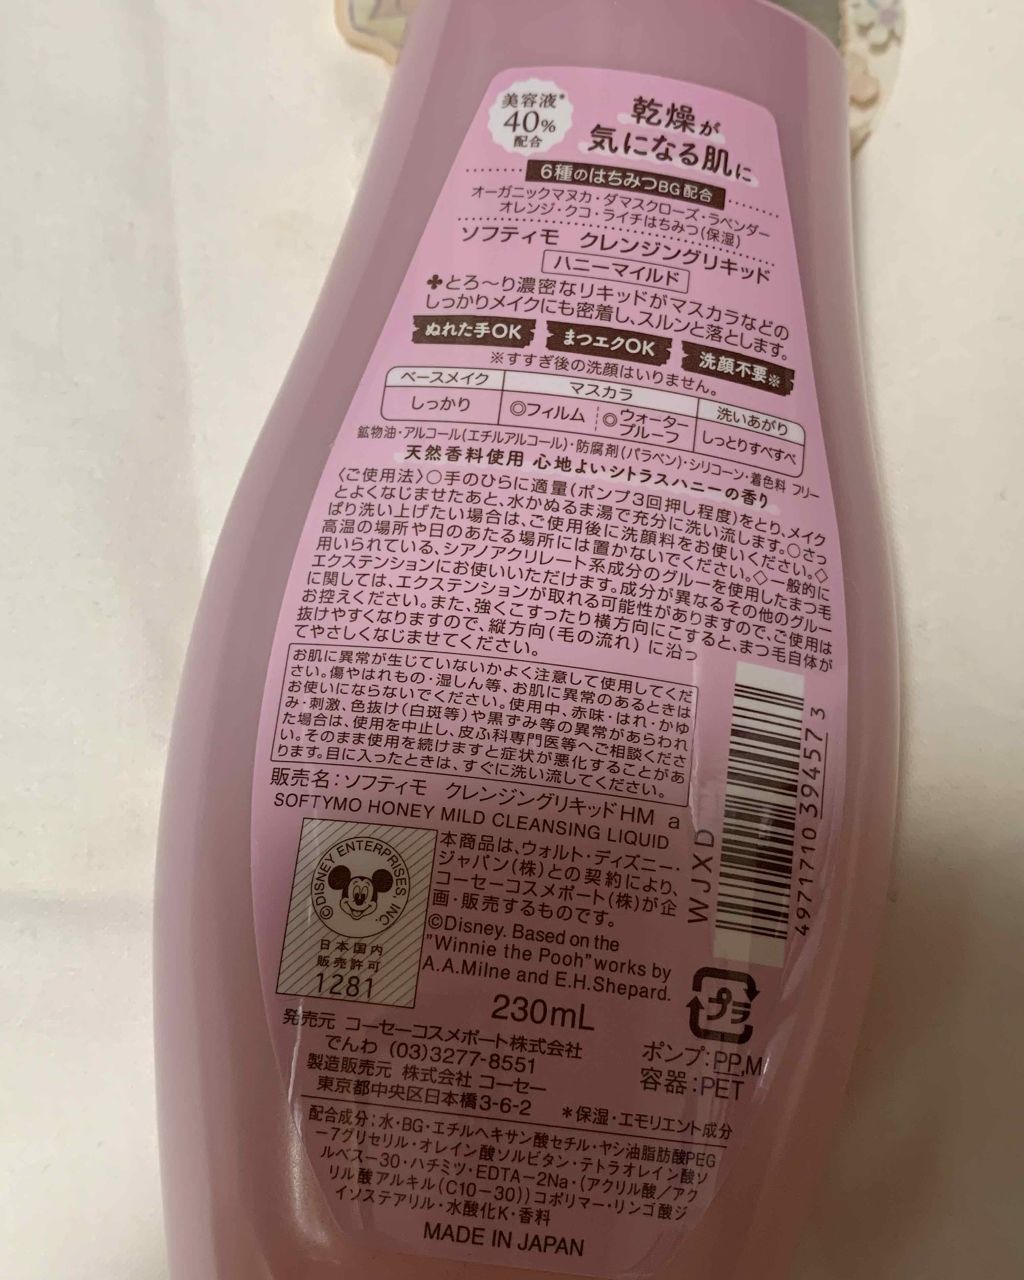 美容液*
40%
配合
乾燥が
気になる肌に
6種のはちみつBG配合
オーガニックマヌカ・ダマスクローズ・ラベンダー
オレンジ・クコ・ライチはちみつ(保湿)
ソフティモ クレンジングリキッド
ハニーマイルド
♣とろ〜り濃密なリキッドがマスカラなどの
しっかりメイクにも密着し、スルンと落とします。
ぬれた手OK まつエクOK 洗顔不要※
※すすぎ後の洗顔はいりません。
ベースメイク マスカラ 洗いあがり
しっかり ◎フィルム ◎ウォータープルーフ しっとりすべすべ
鉱物油・アルコール(エチルアルコール)・防腐剤(パラベン)・シリコーン・着色料 フリー
天然香料使用 心地よいシトラスハニーの香り
〈ご使用法〉○手のひらに適量(ポンプ3回押し程度)をとり、メイク
とよくなじませたあと、水かぬるま湯で充分に洗い流します。○さっ
ぱり洗い上げたい場合は、ご使用後に洗顔料をお使いください。◇
高温の場所や日のあたる場所には置かないでください。◇一般的に
用いられている、シアノアクリレート系成分のグルーを使用したまつ毛
エクステンションにお使いいただけます。成分が異なるその他のグルー
に関しては、エクステンションが取れる可能性がありますので、ご使用は
お控えください。また、強くこすったり横方向にこすると、まつ毛自体が
抜けやすくなりますので、縦方向(毛の流れ)に沿っ
てやさしくなじませてください。
お肌に異常が生じていないかよく注意して使用してくだ
さい。傷やはれもの・湿しん等、お肌に異常のあるときは
お使いにならないでください。使用中、赤味・はれ・かゆ
み・刺激、色抜け(白斑等)や黒ずみ等の異常があらわれ
た場合は、使用を中止し、皮ふ科専門医等へご相談くださ
い。そのまま使用を続けますと症状が悪化することがあ
ります。目に入ったときは、すぐに洗い流してください。
販売名:ソフティモ クレンジングリキッドHM a
SOFTYMO HONEY MILD CLEANSING LIQUID
©DISNEY ENTERPRISES, INC
日本国内
販売許可
1281
本商品は、ウォルト・ディズニー・
ジャパン(株)との契約により、
コーセーコスメポート(株)が企
画・販売するものです。
©Disney. Based on the
"Winnie the Pooh" works by
A.A.Milne and E.H.Shepard.
WJXD
4971710 394573
230mL
プラ
ポンプ:PP,M
容器:PET
発売元 コーセーコスメポート株式会社
でんわ (03)3277-8551
製造販売元 株式会社 コーセー
東京都中央区日本橋3-6-2
*保湿・エモリエント成分
配合成分:水・BG・エチルヘキサン酸セチル・ヤシ油脂肪酸PEG
ー7グリセリル・オレイン酸ソルビタン・テトラオレイン酸ソ
ルベス−30・ハチミツ・EDTA−2Na・(アクリル酸/アク
リル酸アルキル(C10−30))コポリマー・リンゴ酸ジ
イソステアリル・水酸化K・香料
MADE IN JAPAN